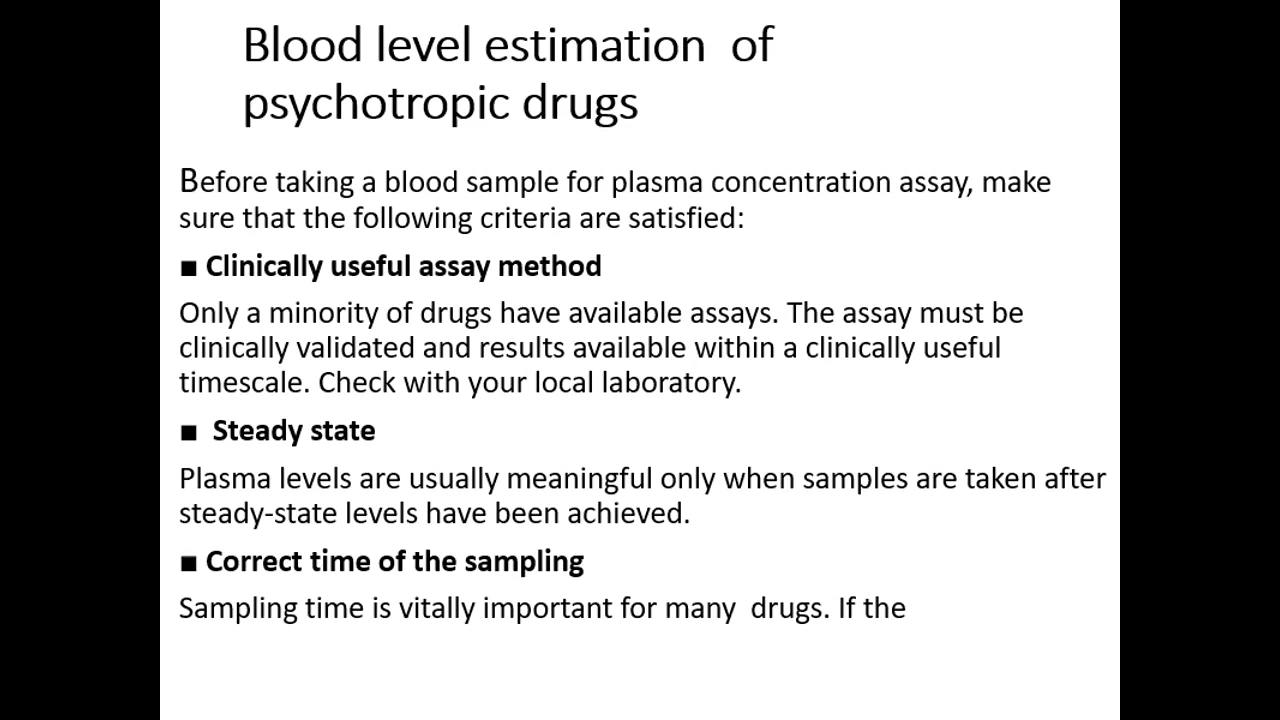 Blood level estimation  of
psychotropic drugs
Before taking a blood sample for plasma concentration assay, make
sure that the following criteria are satisfied:
■ Clinically useful assay method
Only a minority of drugs have available assays. The assay must be
clinically validated and results available within a clinically useful
timescale. Check with your local laboratory.
■  Steady state
Plasma levels are usually meaningful only when samples are taken after
steady-state levels have been achieved.
■ Correct time of the sampling
Sampling time is vitally important for many  drugs. If the